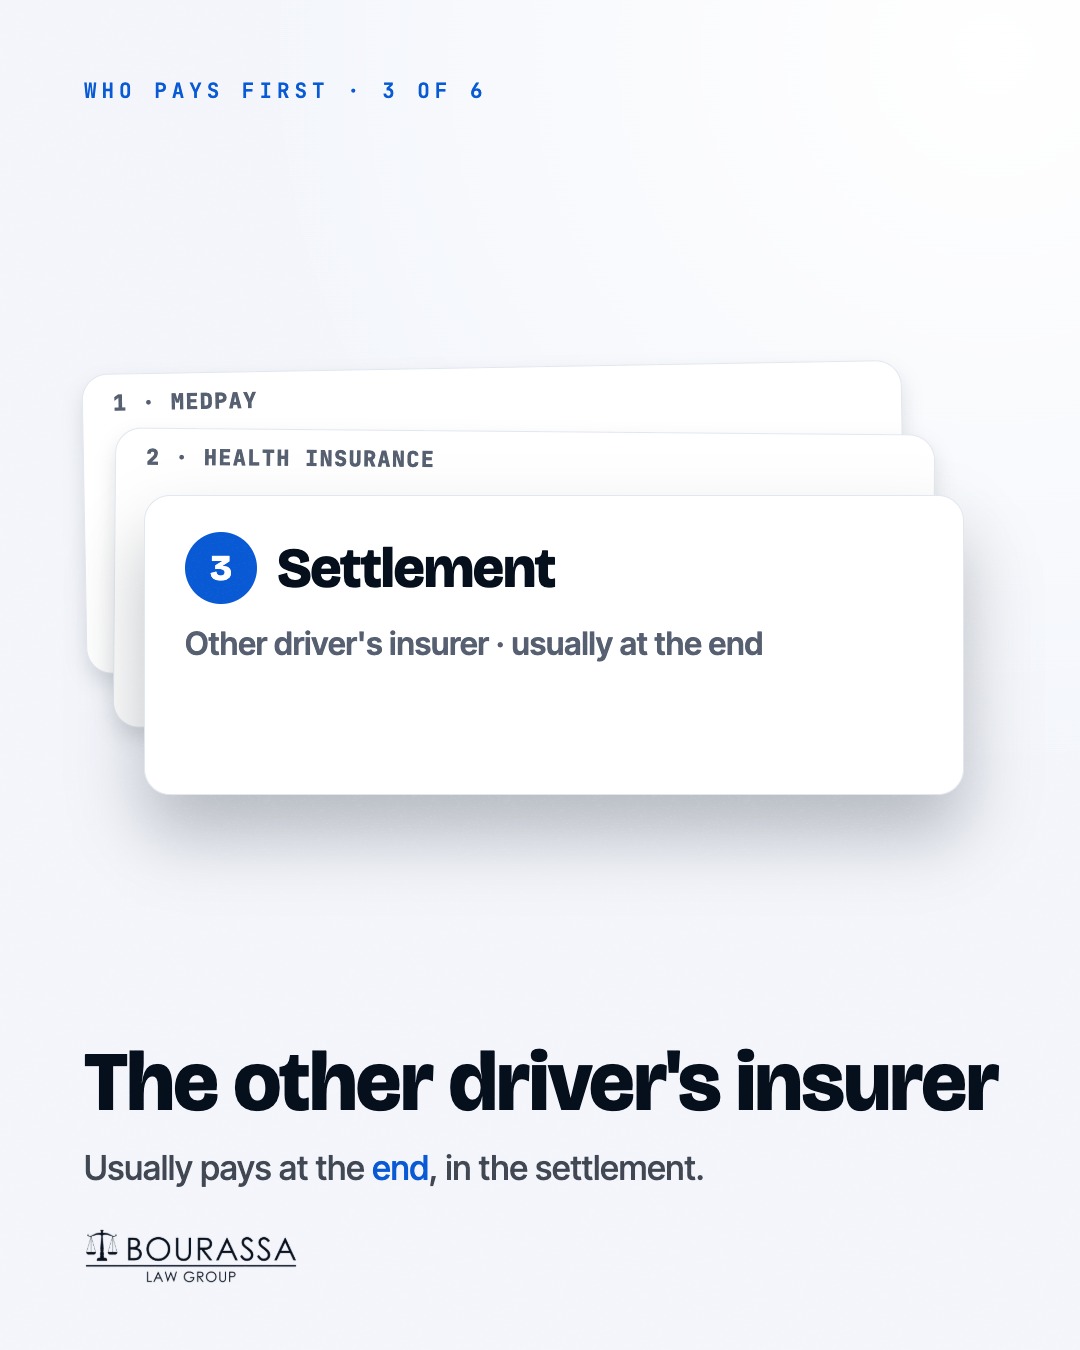 WHO PAYS FIRST · 3 OF 6
1 · MEDPAY
2 · HEALTH INSURANCE
3 Settlement
Other driver's insurer · usually at the end
The other driver's insurer
Usually pays at the end, in the settlement.
BOURASSA
LAW GROUP